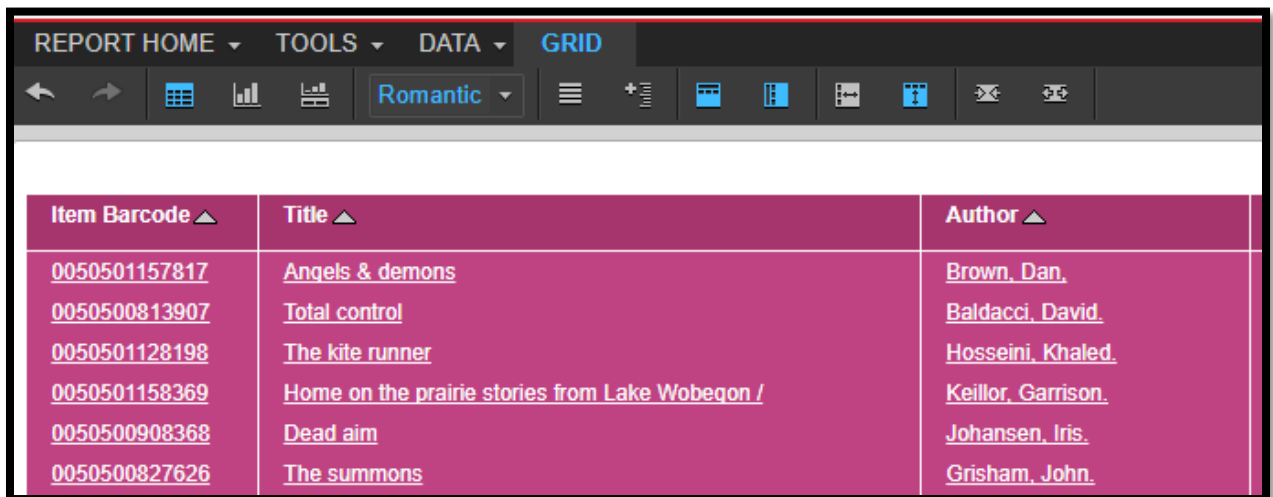 REPORT HOME TOOLS DATA GRID
Romantic
Item Barcode Title Author
0050501157817 Angels & demons Brown, Dan,
0050500813907 Total control Baldacci, David.
0050501128198 The kite runner Hosseini, Khaled.
0050501158369 Home on the prairie stories from Lake Wobegon / Keillor, Garrison.
0050500908368 Dead aim Johansen, Iris.
0050500827626 The summons Grisham, John.